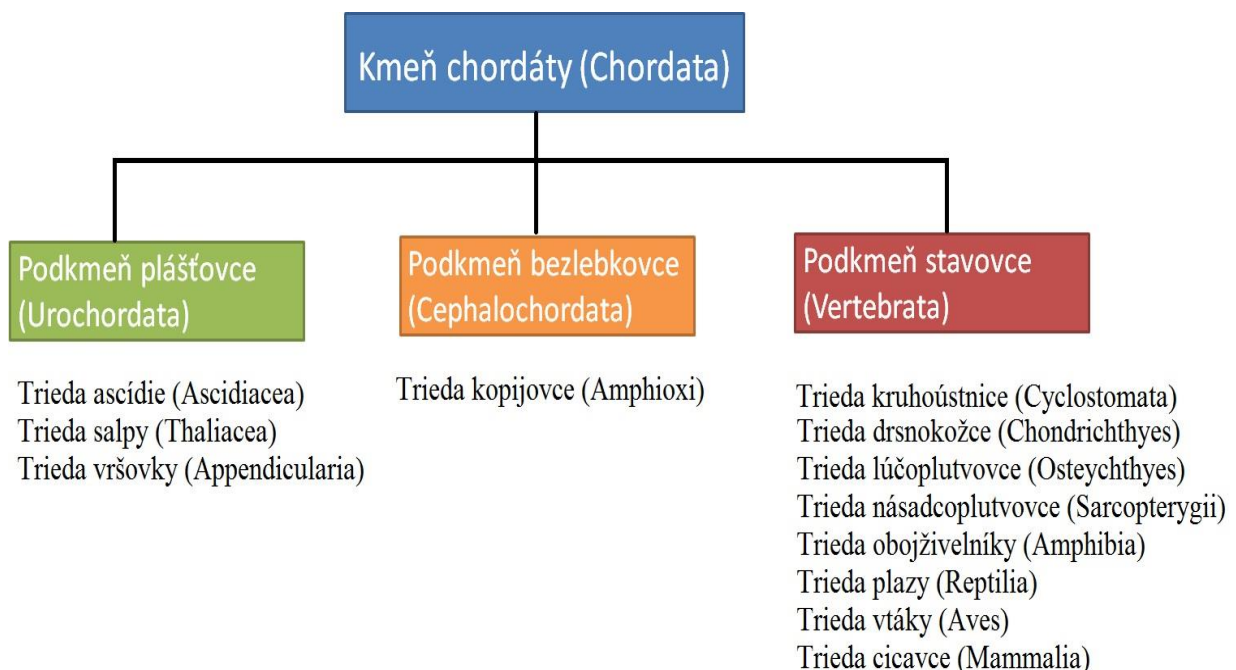 Kmeň chordáty (Chordata)
Podkmeň plášťovce
(Urochordata)
Trieda ascídie (Ascidiacea)
Trieda salpy (Thaliacea)
Trieda vršovky (Appendicularia)
Podkmeň bezlebkovce
(Cephalochordata)
Trieda kopijovce (Amphioxi)
Podkmeň stavovce
(Vertebrata)
Trieda kruhoústnice (Cyclostomata)
Trieda drsnokožce (Chondrichthyes)
Trieda lúčoplutvovce (Osteychthyes)
Trieda násadcoplutvovce (Sarcopterygii)
Trieda obojživelníky (Amphibia)
Trieda plazy (Reptilia)
Trieda vtáky (Aves)
Trieda cicavce (Mammalia)